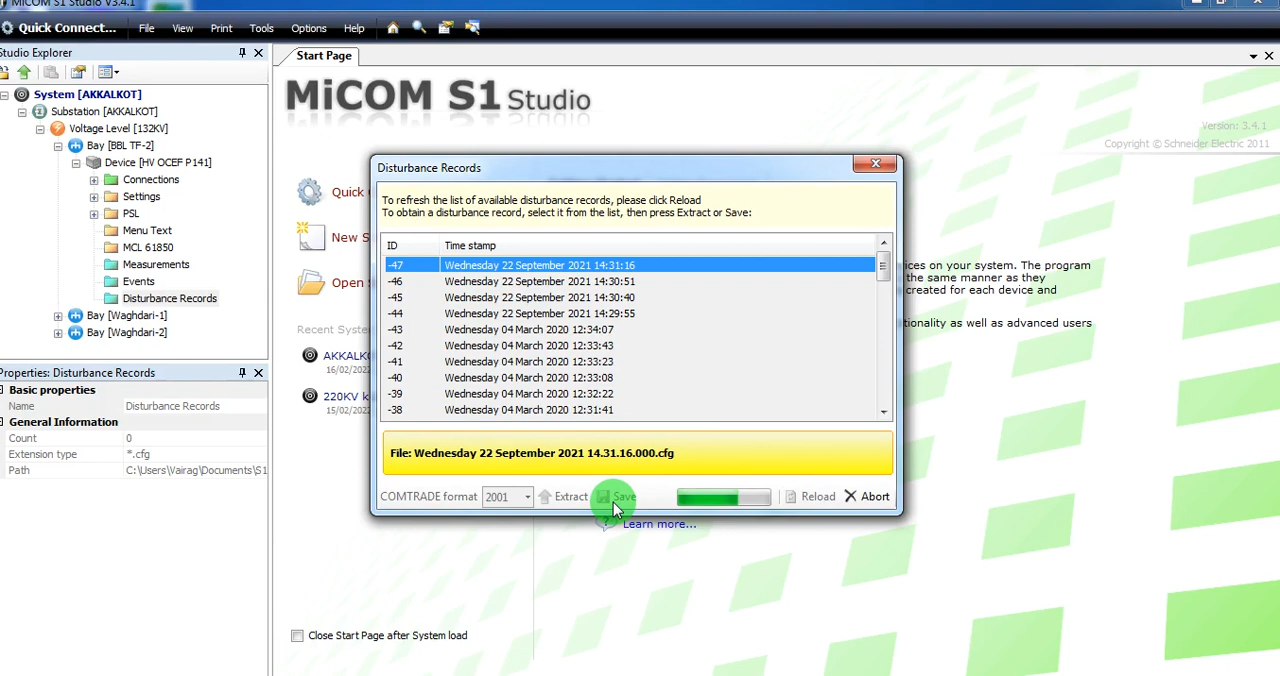 MiCOM S1 Studio V3.4.1
Quick Connect... File View Print Tools Options Help
Studio Explorer
Start Page
System [AKKALKOT]
Substation [AKKALKOT]
Voltage Level [132KV]
Bay [BBL TF-2]
Device [HV OCEF P141]
Connections
Settings
PSL
Menu Text
MCL 61850
Measurements
Events
Disturbance Records
Bay [Waghdari-1]
Bay [Waghdari-2]
Properties: Disturbance Records
Basic properties
Name Disturbance Records
General Information
Count 0
Extension type *.cfg
Path C:\Users\Vairag\Documents\S1
MiCOM S1 Studio
Version: 3.4.1
Copyright © Schneider Electric 2011
Quick
New S
Open
Recent Syste
AKKALKO
16/02/2022
220KV k
15/02/2022
Disturbance Records
To refresh the list of available disturbance records, please click Reload
To obtain a disturbance record, select it from the list, then press Extract or Save:
ID Time stamp
-47 Wednesday 22 September 2021 14:31:16
-46 Wednesday 22 September 2021 14:30:51
-45 Wednesday 22 September 2021 14:30:40
-44 Wednesday 22 September 2021 14:29:55
-43 Wednesday 04 March 2020 12:34:07
-42 Wednesday 04 March 2020 12:33:43
-41 Wednesday 04 March 2020 12:33:23
-40 Wednesday 04 March 2020 12:33:08
-39 Wednesday 04 March 2020 12:32:22
-38 Wednesday 04 March 2020 12:31:41
File: Wednesday 22 September 2021 14.31.16.000.cfg
COMTRADE format 2001 Extract Save Reload Abort
ices on your system. The program
the same manner as they
created for each device and
tionality as well as advanced users
Learn more...
Close Start Page after System load